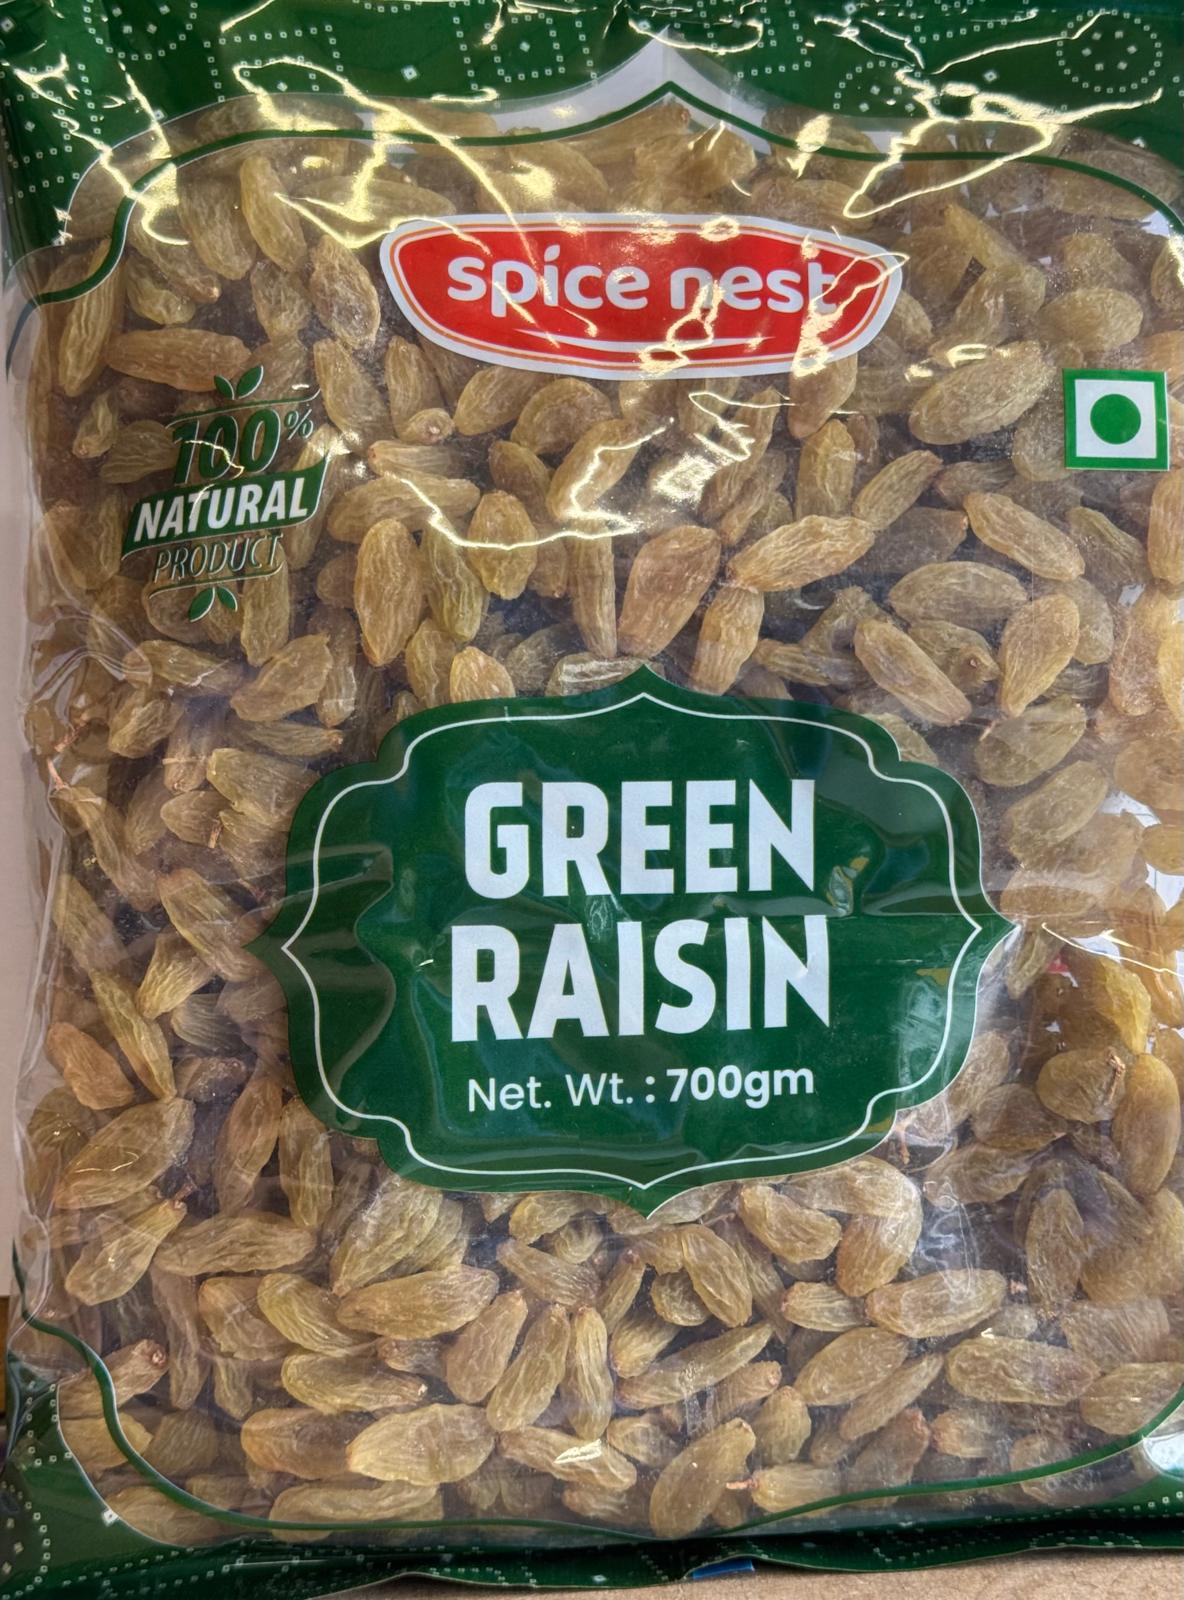 spice nest
100%
NATURAL
PRODUCT
GREEN
RAISIN
Net. Wt. : 700gm